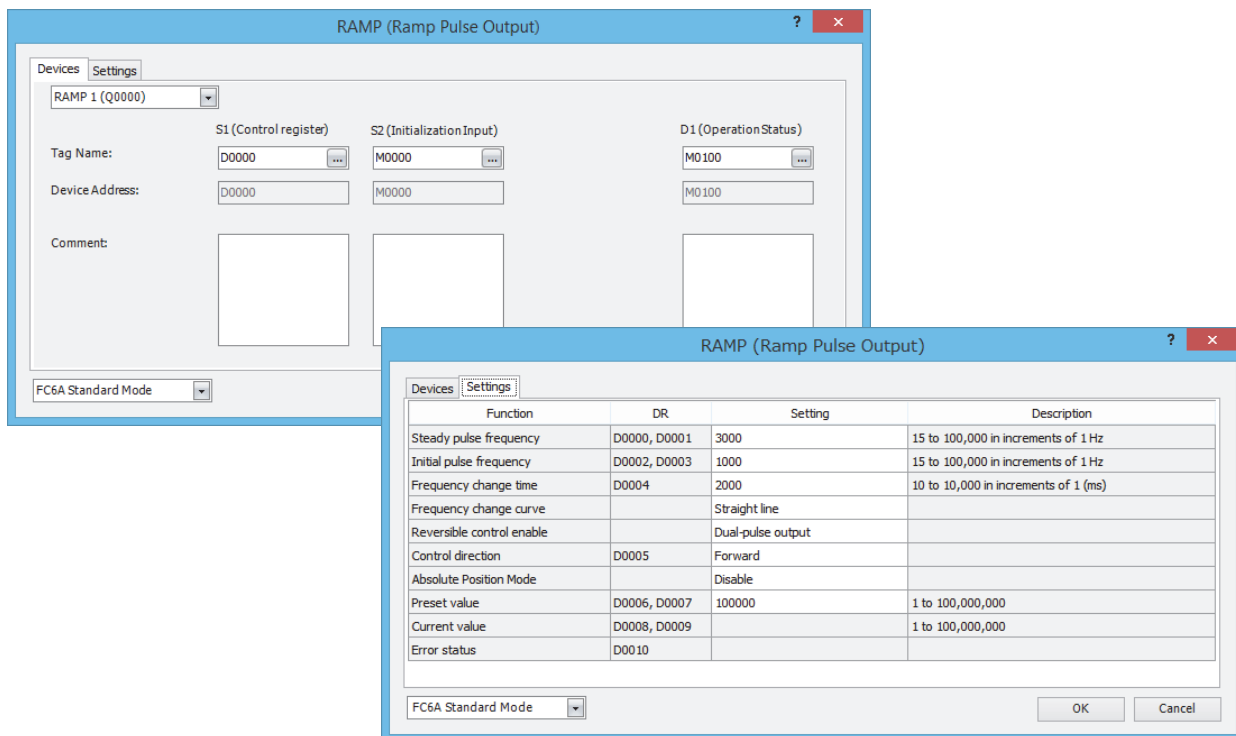 RAMP (Ramp Pulse Output) ? ×
Devices Settings
RAMP 1 (Q0000)
S1 (Control register) S2 (Initialization Input) D1 (Operation Status)
Tag Name: D0000 ... M0000 ... M0100 ...
Device Address: D0000 M0000 M0100
Comment:
FC6A Standard Mode
RAMP (Ramp Pulse Output) ? ×
Devices Settings
Function DR Setting Description
Steady pulse frequency D0000, D0001 3000 15 to 100,000 in increments of 1 Hz
Initial pulse frequency D0002, D0003 1000 15 to 100,000 in increments of 1 Hz
Frequency change time D0004 2000 10 to 10,000 in increments of 1 (ms)
Frequency change curve Straight line
Reversible control enable Dual-pulse output
Control direction D0005 Forward
Absolute Position Mode Disable
Preset value D0006, D0007 100000 1 to 100,000,000
Current value D0008, D0009 1 to 100,000,000
Error status D0010
FC6A Standard Mode OK Cancel